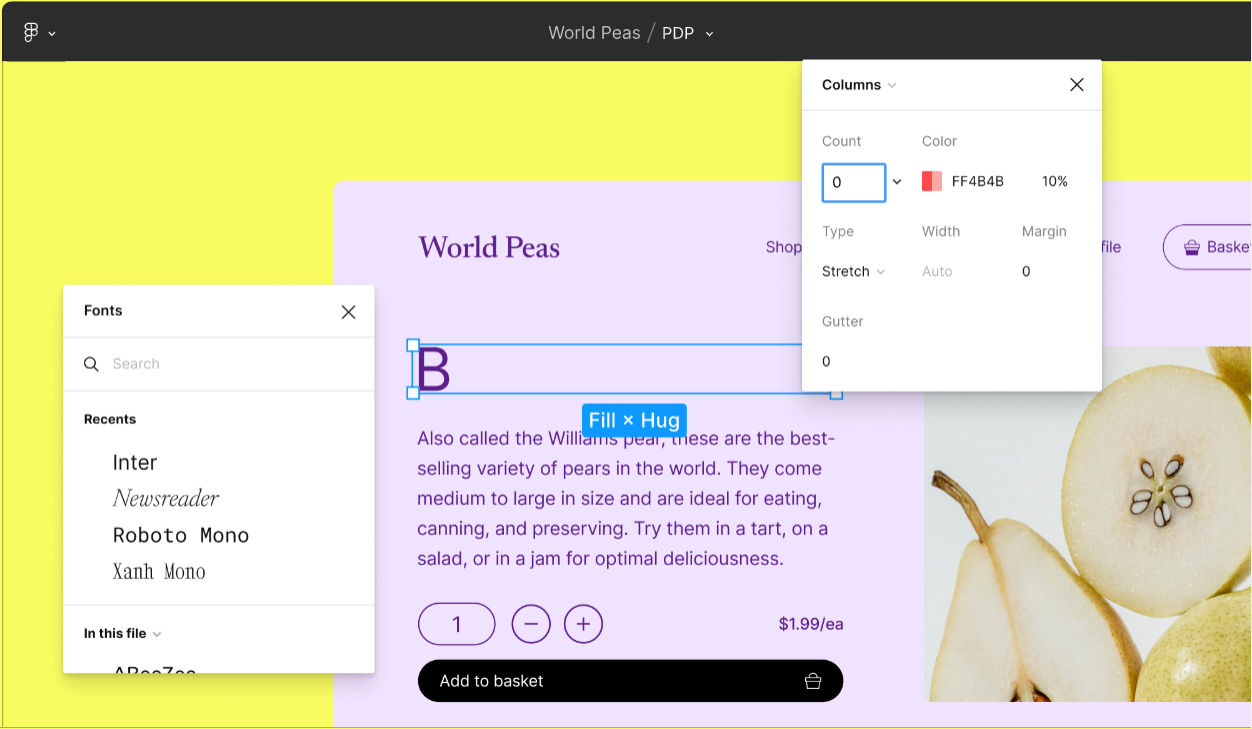 World Peas / PDP
Columns
Count Color
0 FF4B4B 10%
Type Width Margin
Stretch Auto 0
Gutter
0
World Peas
Shop
Basket
Fonts
Search
Recents
Inter
Newsreader
Roboto Mono
Xanh Mono
In this file
B
Fill × Hug
Also called the Williams pear, these are the best-
selling variety of pears in the world. They come
medium to large in size and are ideal for eating,
canning, and preserving. Try them in a tart, on a
salad, or in a jam for optimal deliciousness.
1 − +
$1.99/ea
Add to basket